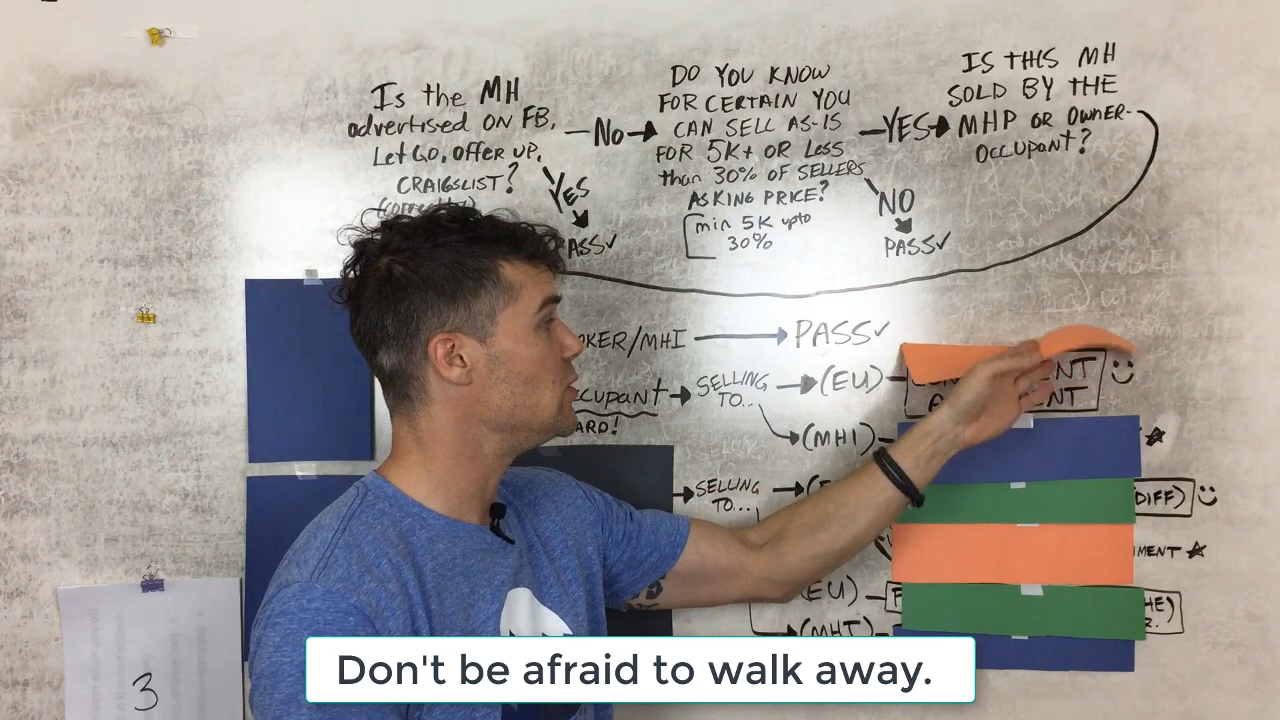 Is the MH
advertised ON FB,
Let Go, OFFER UP,
CRAIGSLIST?
YES
PASS✓
No
DO YOU KNOW
FOR CERTAIN YOU
CAN SELL AS-IS
FOR 5K+ OR Less
than 30% OF SELLERS
ASKING PRICE?
min 5K upto
30%
NO
PASS✓
YES
IS THIS MH
SOLD BY THE
MHP OR OWNER-
OCCUPANT?
OKER/MHI
PASS✓
CUPANT
ARD!
SELLING
TO...
(EU)
(MHI)
SELLING
TO...
DIFF)
MENT
(EU)
HE)
R.
(MHI)
3
Don't be afraid to walk away.